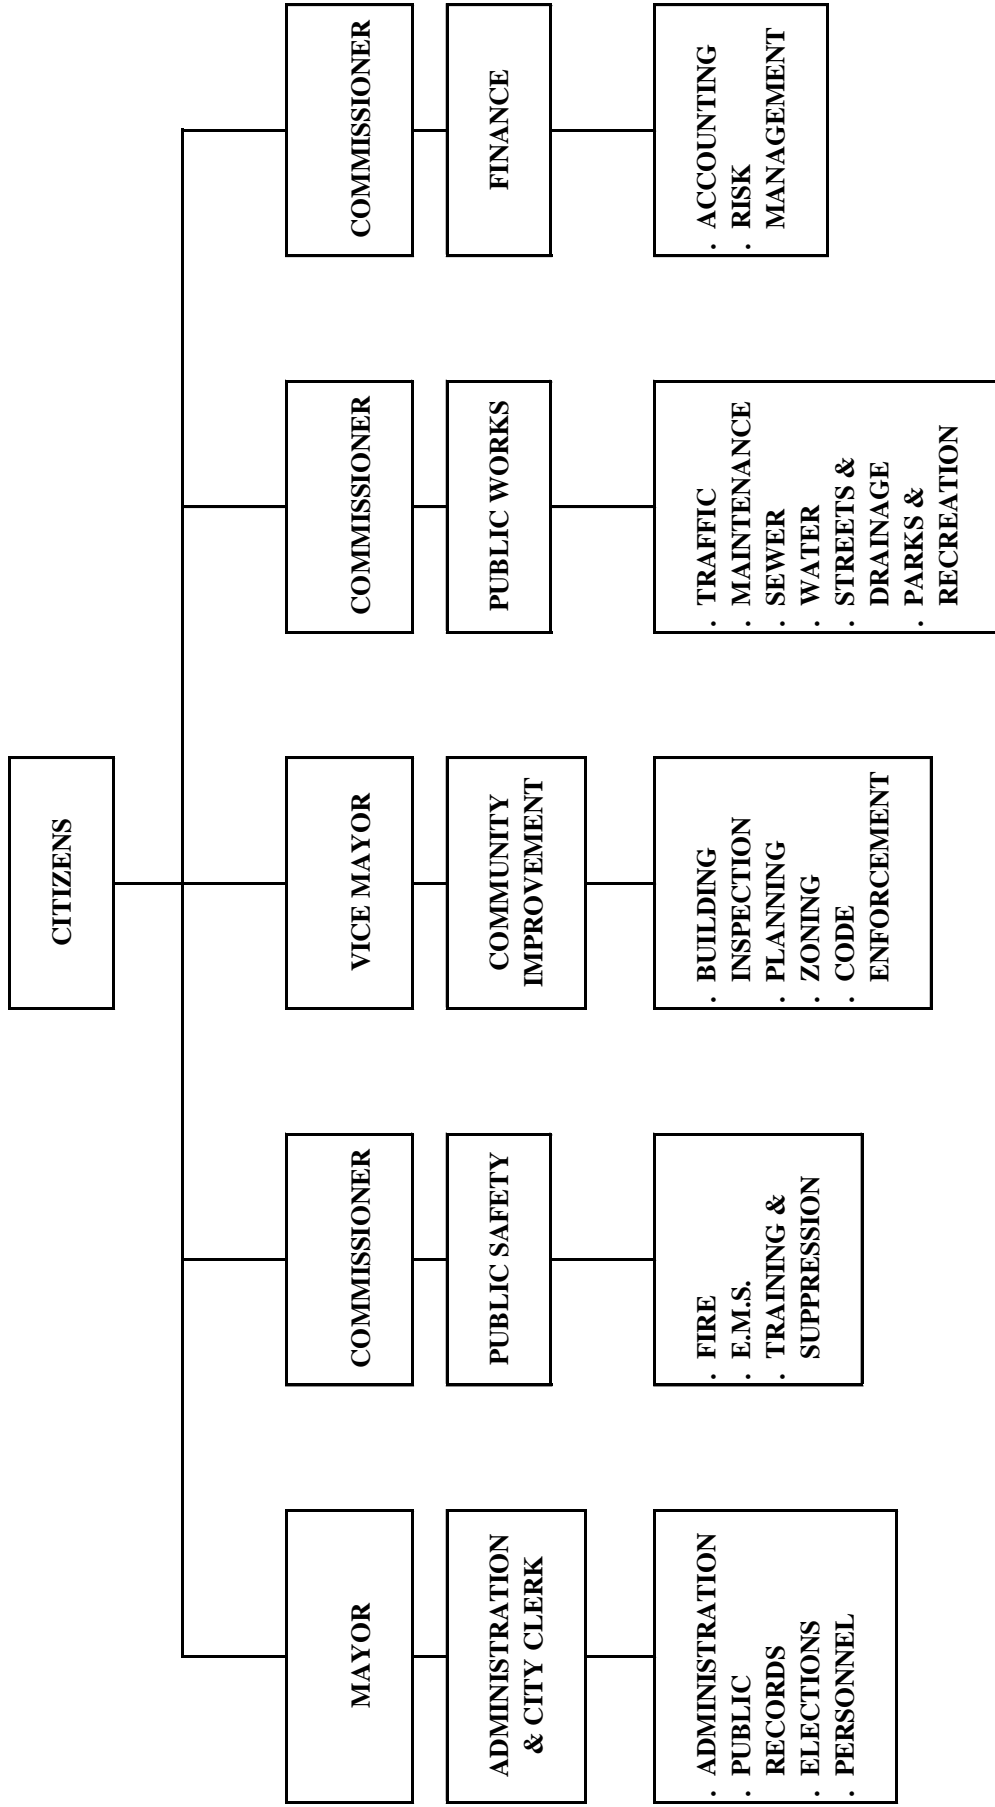 CITIZENS
MAYOR
COMMISSIONER
VICE MAYOR
COMMISSIONER
COMMISSIONER
ADMINISTRATION
& CITY CLERK
PUBLIC SAFETY
COMMUNITY
IMPROVEMENT
PUBLIC WORKS
FINANCE
. ADMINISTRATION
. PUBLIC
RECORDS
. ELECTIONS
. PERSONNEL
. FIRE
. E.M.S.
. TRAINING &
SUPPRESSION
. BUILDING
INSPECTION
. PLANNING
. ZONING
. CODE
ENFORCEMENT
. TRAFFIC
. MAINTENANCE
. SEWER
. WATER
. STREETS &
DRAINAGE
. PARKS &
RECREATION
. ACCOUNTING
. RISK
MANAGEMENT